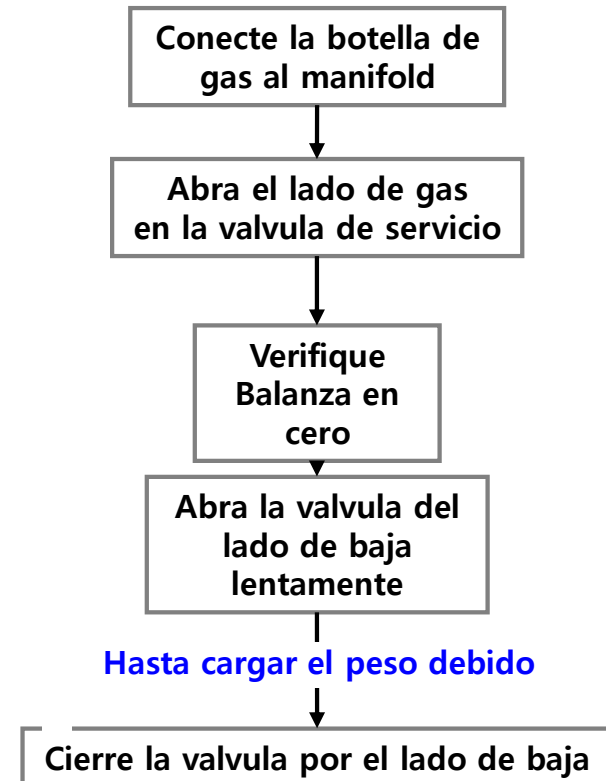 Conecte la botella de
gas al manifold
Abra el lado de gas
en la valvula de servicio
Verifique
Balanza en
cero
Abra la valvula del
lado de baja
lentamente
Hasta cargar el peso debido
Cierre la valvula por el lado de baja